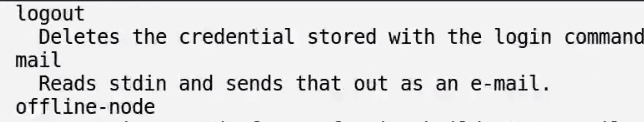 logout
Deletes the credential stored with the login command
mail
Reads stdin and sends that out as an e-mail.
offline-node